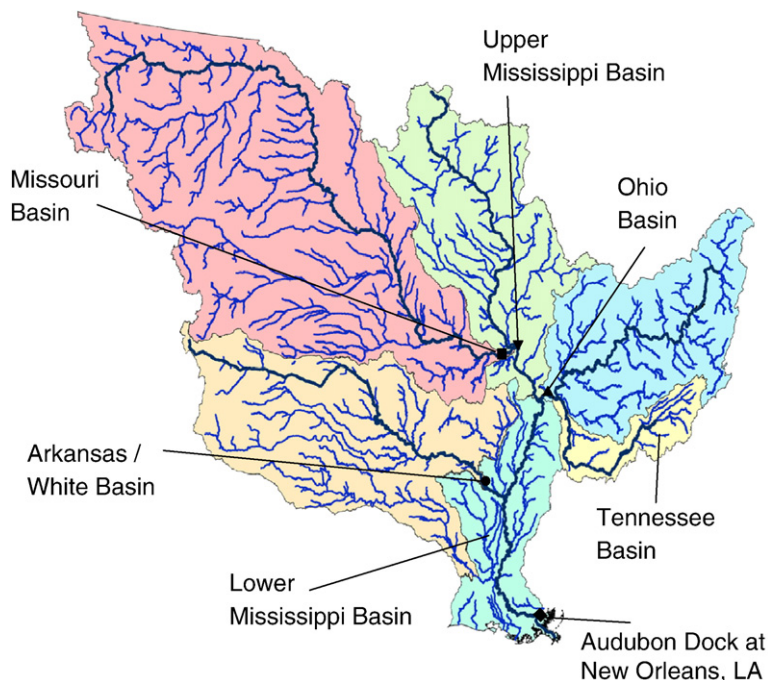 Upper
Mississippi Basin
Missouri
Basin
Ohio
Basin
Arkansas /
White Basin
Tennessee
Basin
Lower
Mississippi Basin
Audubon Dock at
New Orleans, LA